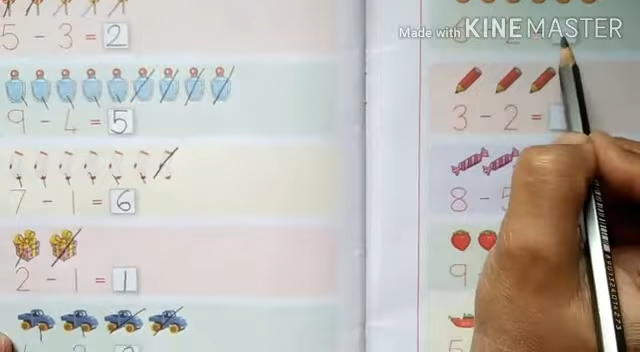 5 - 3 = 2
9 - 4 = 5
7 - 1 = 6
2 - 1 = 1
Made with KINEMASTER
3 - 2 =
8 - 5
9 -
5